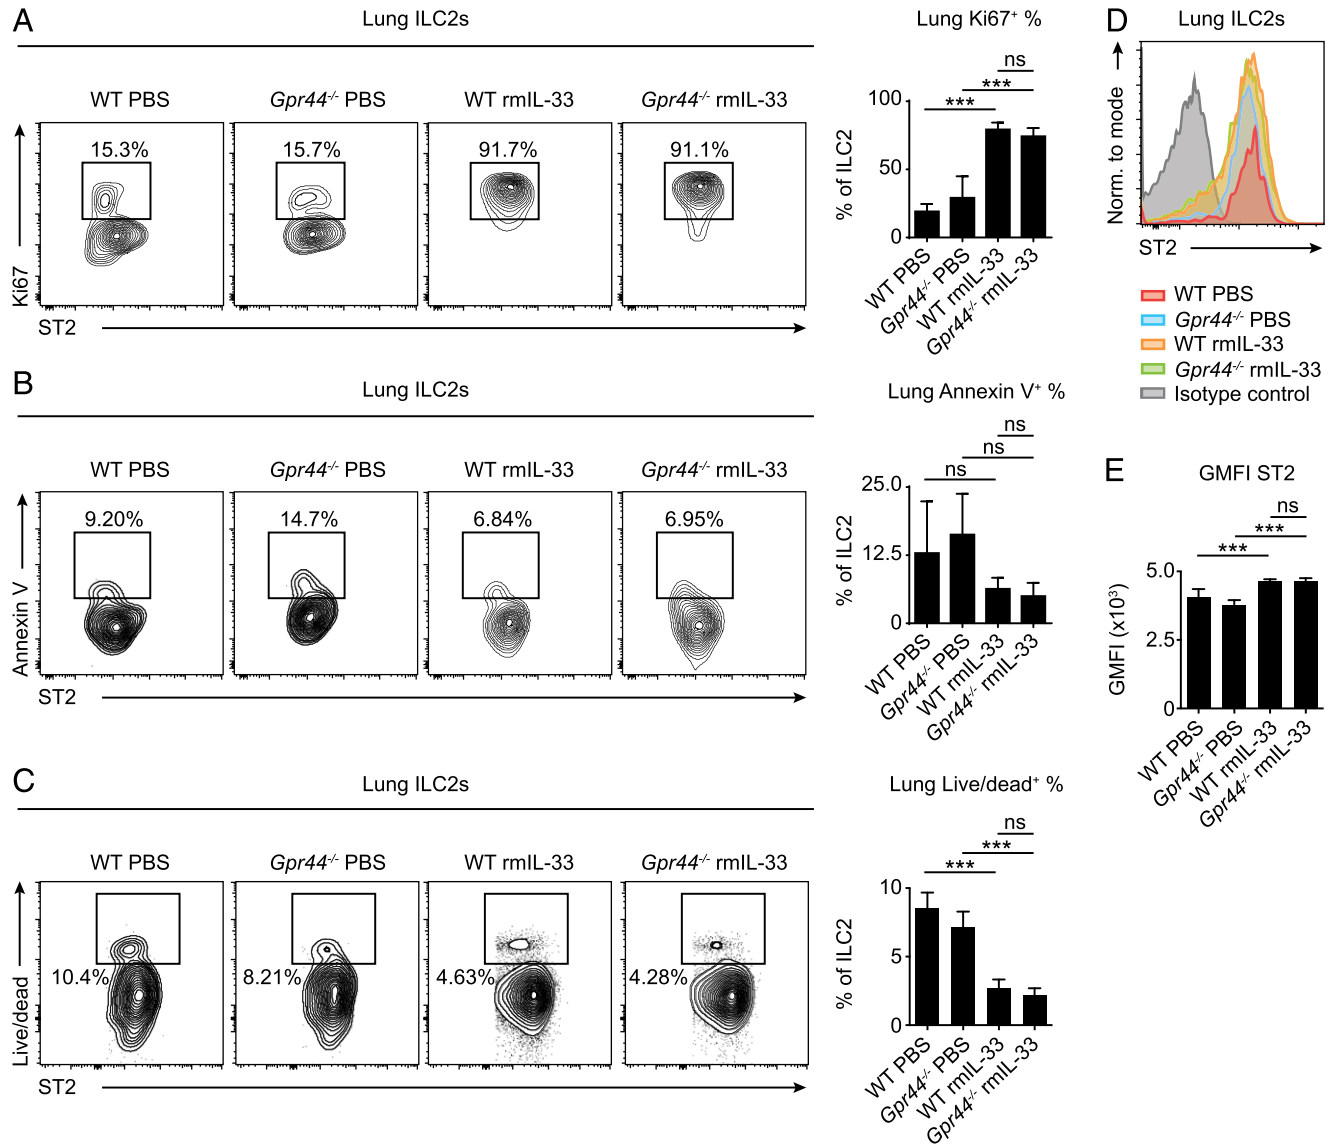 A
Lung ILC2s
WT PBS
Gpr44-/- PBS
WT rmIL-33
Gpr44-/- rmIL-33
15.3%
15.7%
91.7%
91.1%
Ki67
ST2
Lung Ki67+ %
ns
***
***
100
50
0
% of ILC2
WT PBS
Gpr44-/- PBS
WT rmIL-33
Gpr44-/- rmIL-33
B
Lung ILC2s
WT PBS
Gpr44-/- PBS
WT rmIL-33
Gpr44-/- rmIL-33
9.20%
14.7%
6.84%
6.95%
Annexin V
ST2
Lung Annexin V+ %
ns
ns
ns
25.0
12.5
0
% of ILC2
WT PBS
Gpr44-/- PBS
WT rmIL-33
Gpr44-/- rmIL-33
C
Lung ILC2s
WT PBS
Gpr44-/- PBS
WT rmIL-33
Gpr44-/- rmIL-33
10.4%
8.21%
4.63%
4.28%
Live/dead
ST2
Lung Live/dead+ %
ns
***
***
10
5
0
% of ILC2
WT PBS
Gpr44-/- PBS
WT rmIL-33
Gpr44-/- rmIL-33
D
Lung ILC2s
Norm. to mode
ST2
WT PBS
Gpr44-/- PBS
WT rmIL-33
Gpr44-/- rmIL-33
Isotype control
E
GMFI ST2
ns
***
***
5.0
2.5
0
GMFI (x10³)
WT PBS
Gpr44-/- PBS
WT rmIL-33
Gpr44-/- rmIL-33